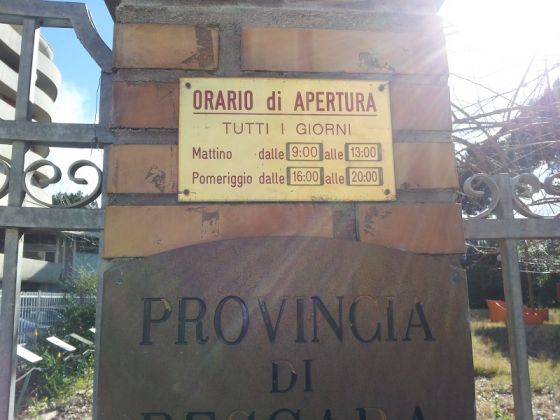 ORARIO di APERTURA
TUTTI I GIORNI
Mattino dalle 9:00 alle 13:00
Pomeriggio dalle 16:00 alle 20:00
PROVINCIA
DI
PESCARA